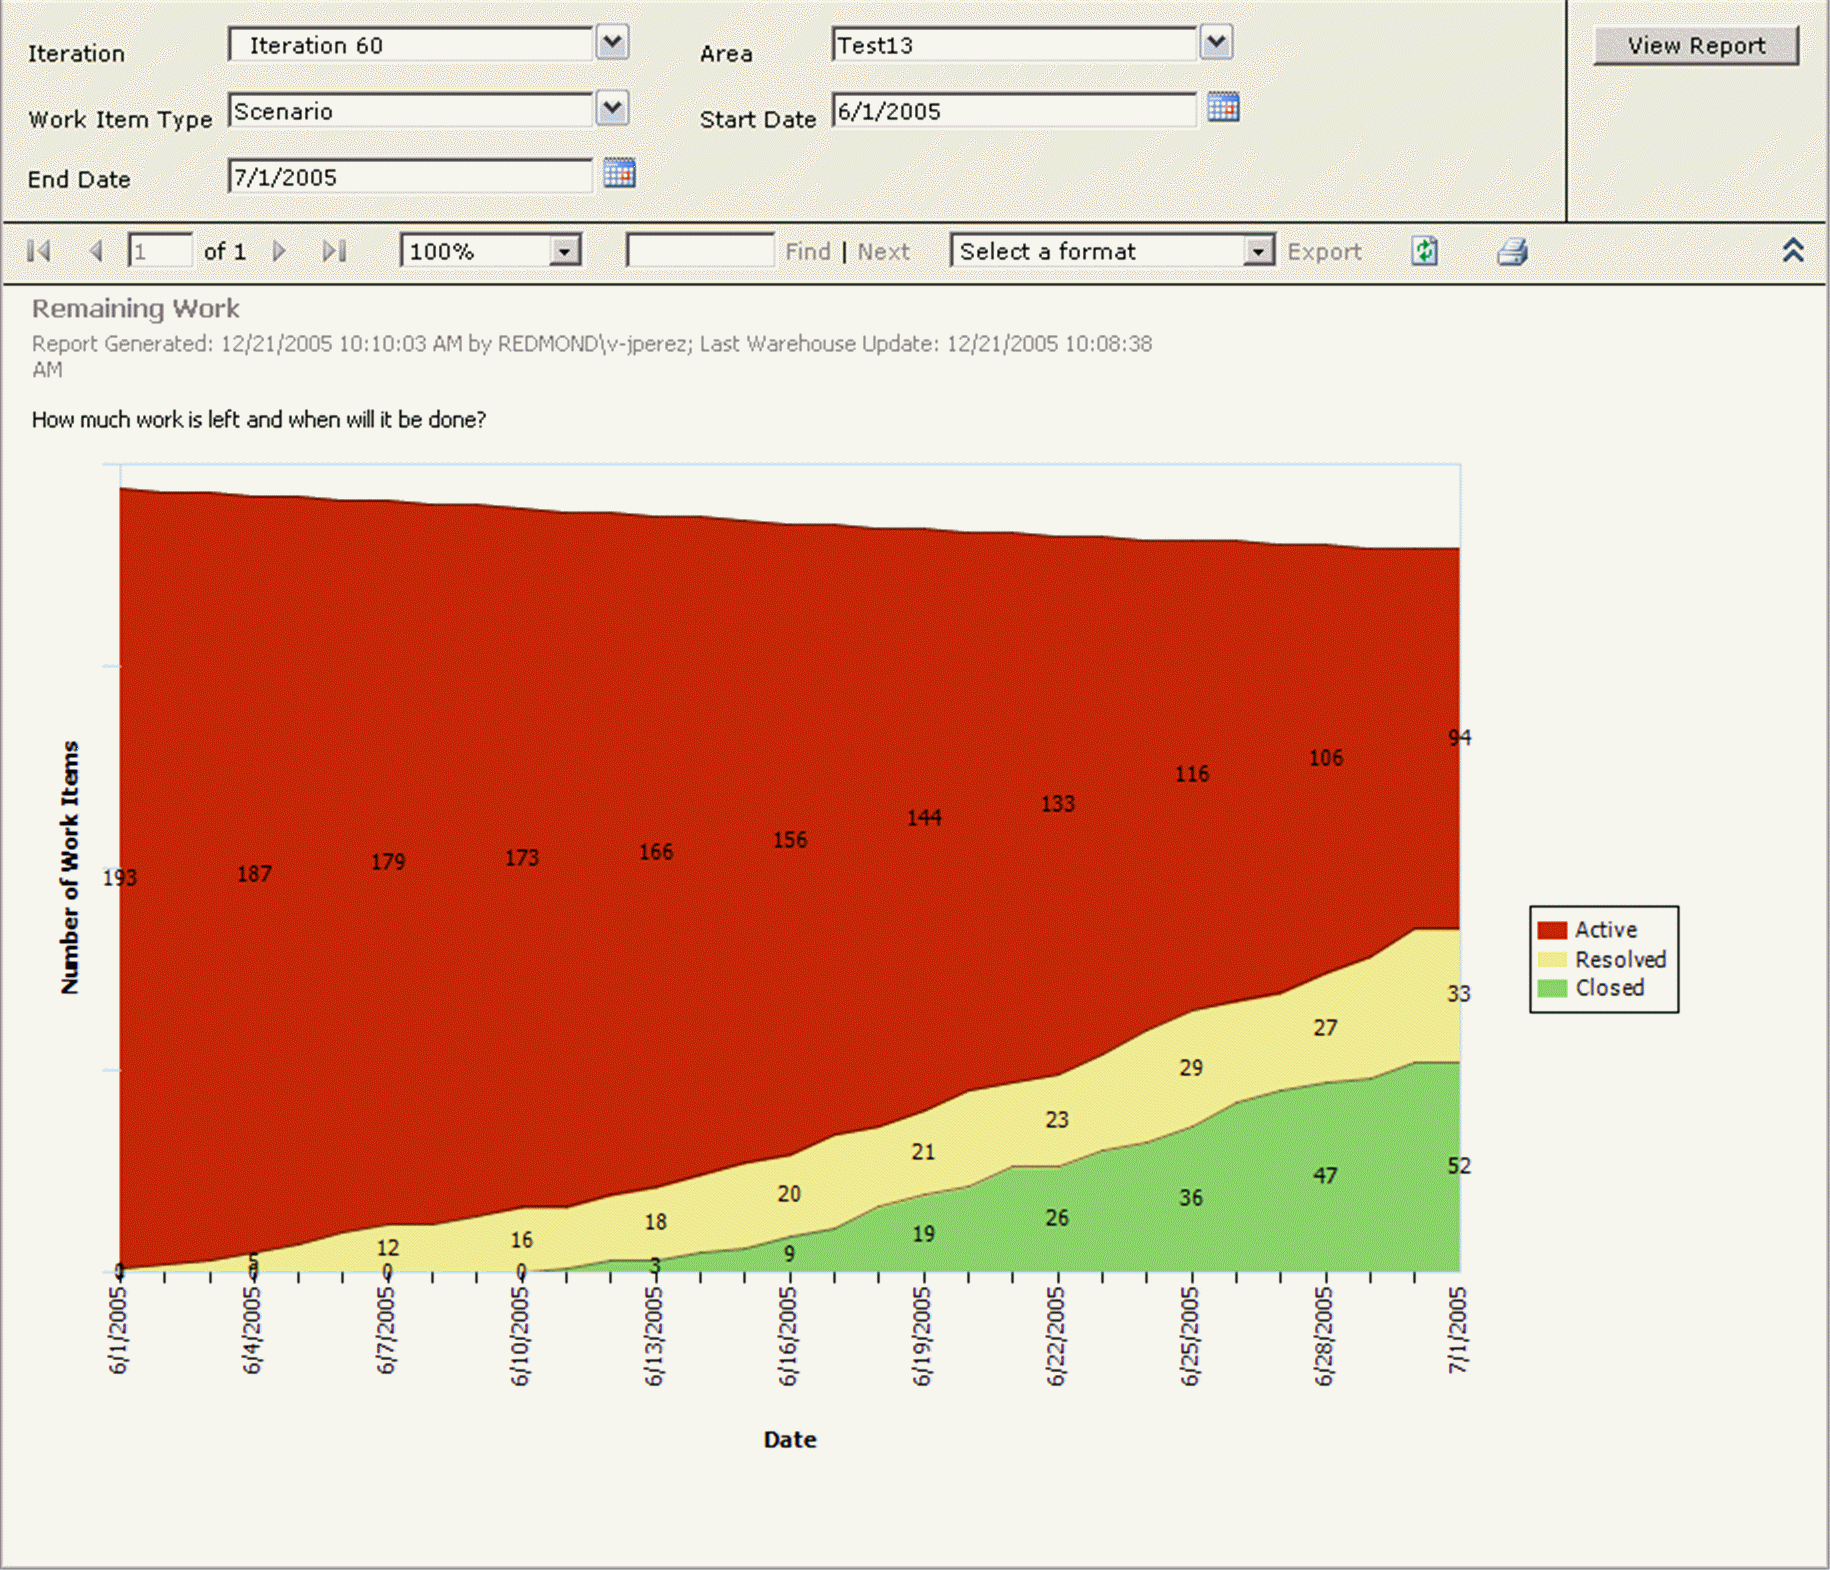 Iteration Iteration 60 Area Test13 View Report
Work Item Type Scenario Start Date 6/1/2005
End Date 7/1/2005
1 of 1 100% Find | Next Select a format Export
Remaining Work
Report Generated: 12/21/2005 10:10:03 AM by REDMOND\v-jperez; Last Warehouse Update: 12/21/2005 10:08:38
AM
How much work is left and when will it be done?
Number of Work Items
193 187 179 173 166 156 144 133 116 106 94
5 12 16 18 20 21 23 29 27 33
0 0 0 3 9 19 26 36 47 52
Active
Resolved
Closed
6/1/2005 6/4/2005 6/7/2005 6/10/2005 6/13/2005 6/16/2005 6/19/2005 6/22/2005 6/25/2005 6/28/2005 7/1/2005
Date